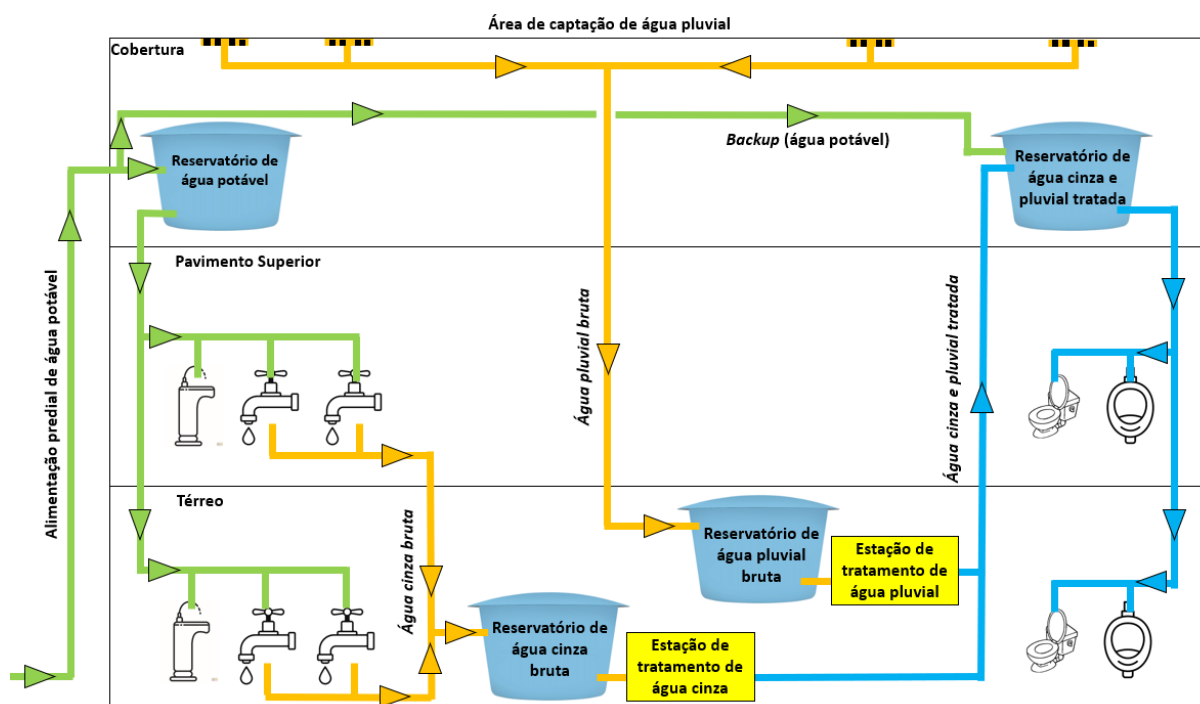 Área de captação de água pluvial
Cobertura
Backup (água potável)
Reservatório de
água potável
Reservatório de
água cinza e
pluvial tratada
Alimentação predial de água potável
Pavimento Superior
Água pluvial bruta
Água cinza e pluvial tratada
Térreo
Água cinza bruta
Reservatório de
água pluvial
bruta
Estação de
tratamento de
água pluvial
Reservatório de
água cinza
bruta
Estação de
tratamento de
água cinza